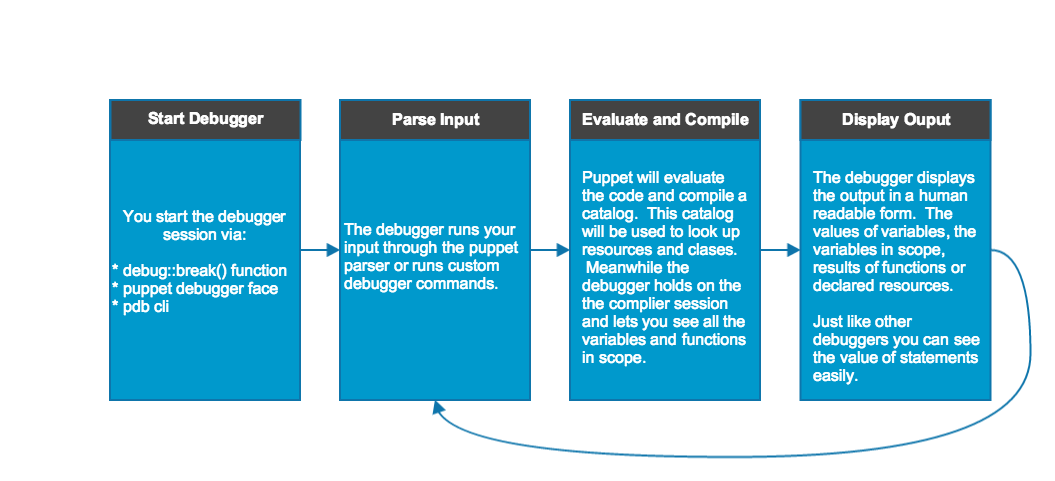 Start Debugger
You start the debugger
session via:
* debug::break() function
* puppet debugger face
* pdb cli
Parse Input
The debugger runs your
input through the puppet
parser or runs custom
debugger commands.
Evaluate and Compile
Puppet will evaluate
the code and compile a
catalog.  This catalog
will be used to look up
resources and clases.
Meanwhile the
debugger holds on the
the complier session
and lets you see all the
variables and functions
in scope.
Display Ouput
The debugger displays
the output in a human
readable form.  The
values of variables, the
variables in scope,
results of functions or
declared resources.
Just like other
debuggers you can see
the value of statements
easily.